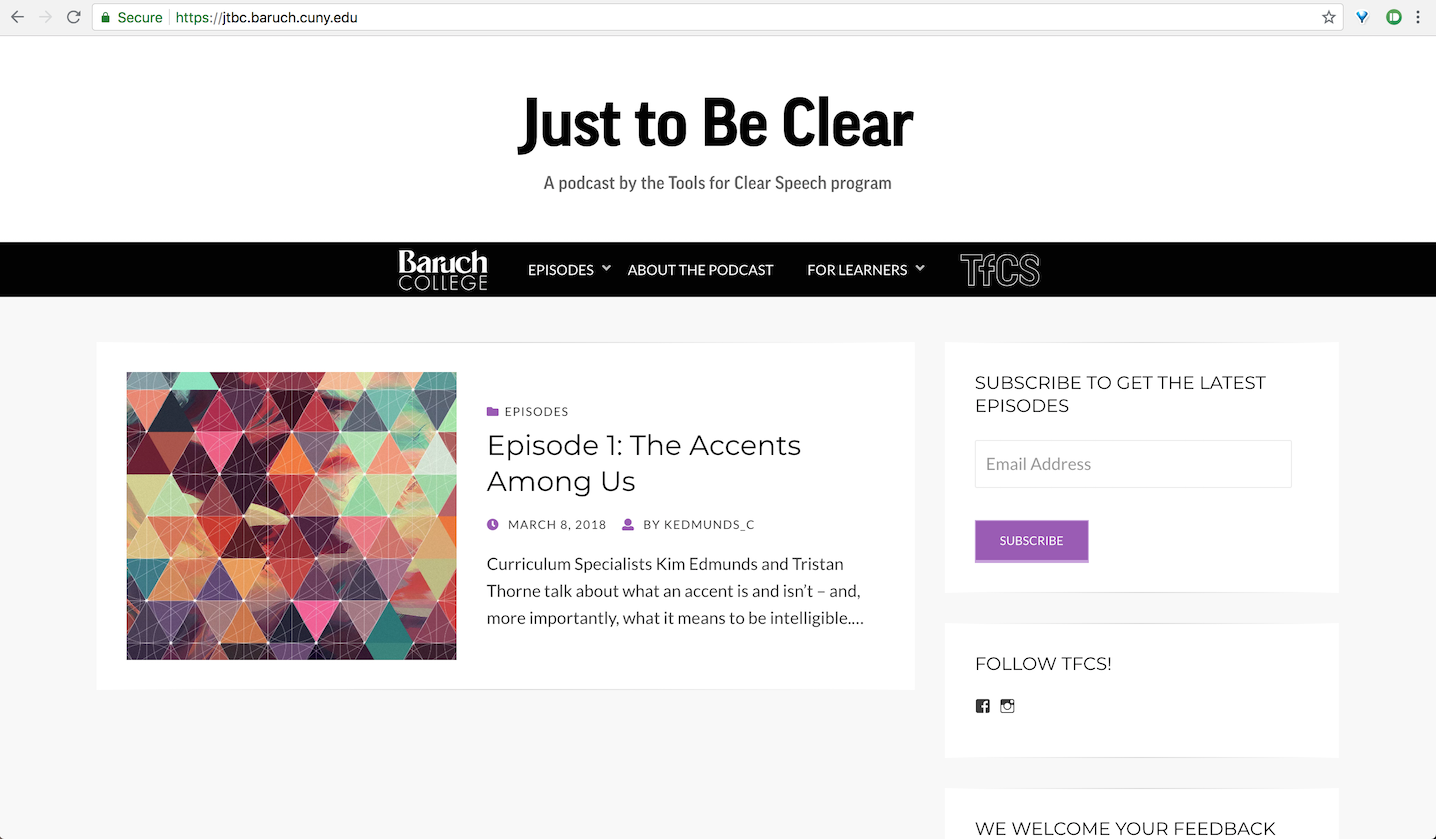 Secure https://jtbc.baruch.cuny.edu
Just to Be Clear
A podcast by the Tools for Clear Speech program
Baruch
COLLEGE
EPISODES
ABOUT THE PODCAST
FOR LEARNERS
TfCS
EPISODES
Episode 1: The Accents
Among Us
MARCH 8, 2018
BY KEDMUNDS_C
Curriculum Specialists Kim Edmunds and Tristan
Thorne talk about what an accent is and isn’t – and,
more importantly, what it means to be intelligible.…
SUBSCRIBE TO GET THE LATEST
EPISODES
Email Address
SUBSCRIBE
FOLLOW TFCS!
WE WELCOME YOUR FEEDBACK